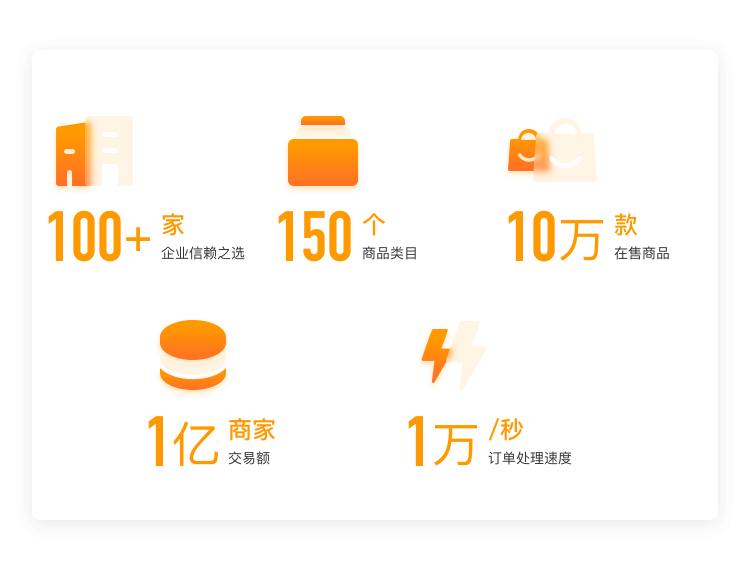 100+ 家
企业信赖之选
150 个
商品类目
10万 款
在售商品
1亿 商家
交易额
1万 /秒
订单处理速度